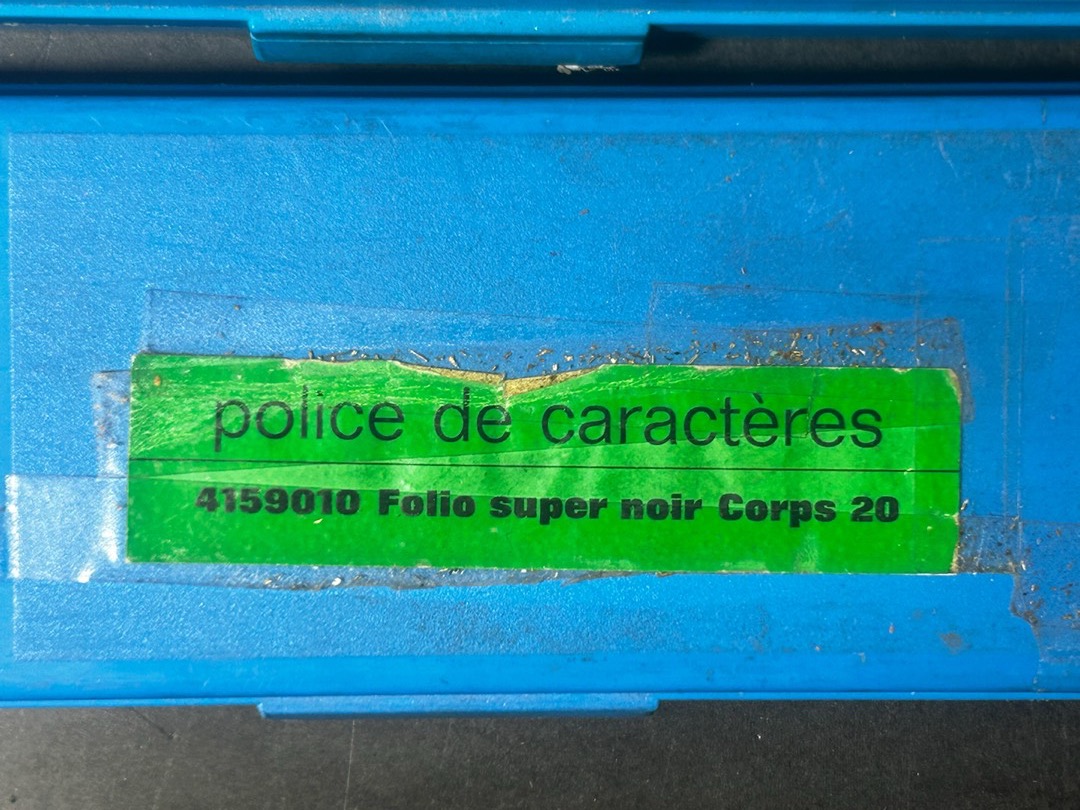 police de caractères
4159010 Folio super noir Corps 20